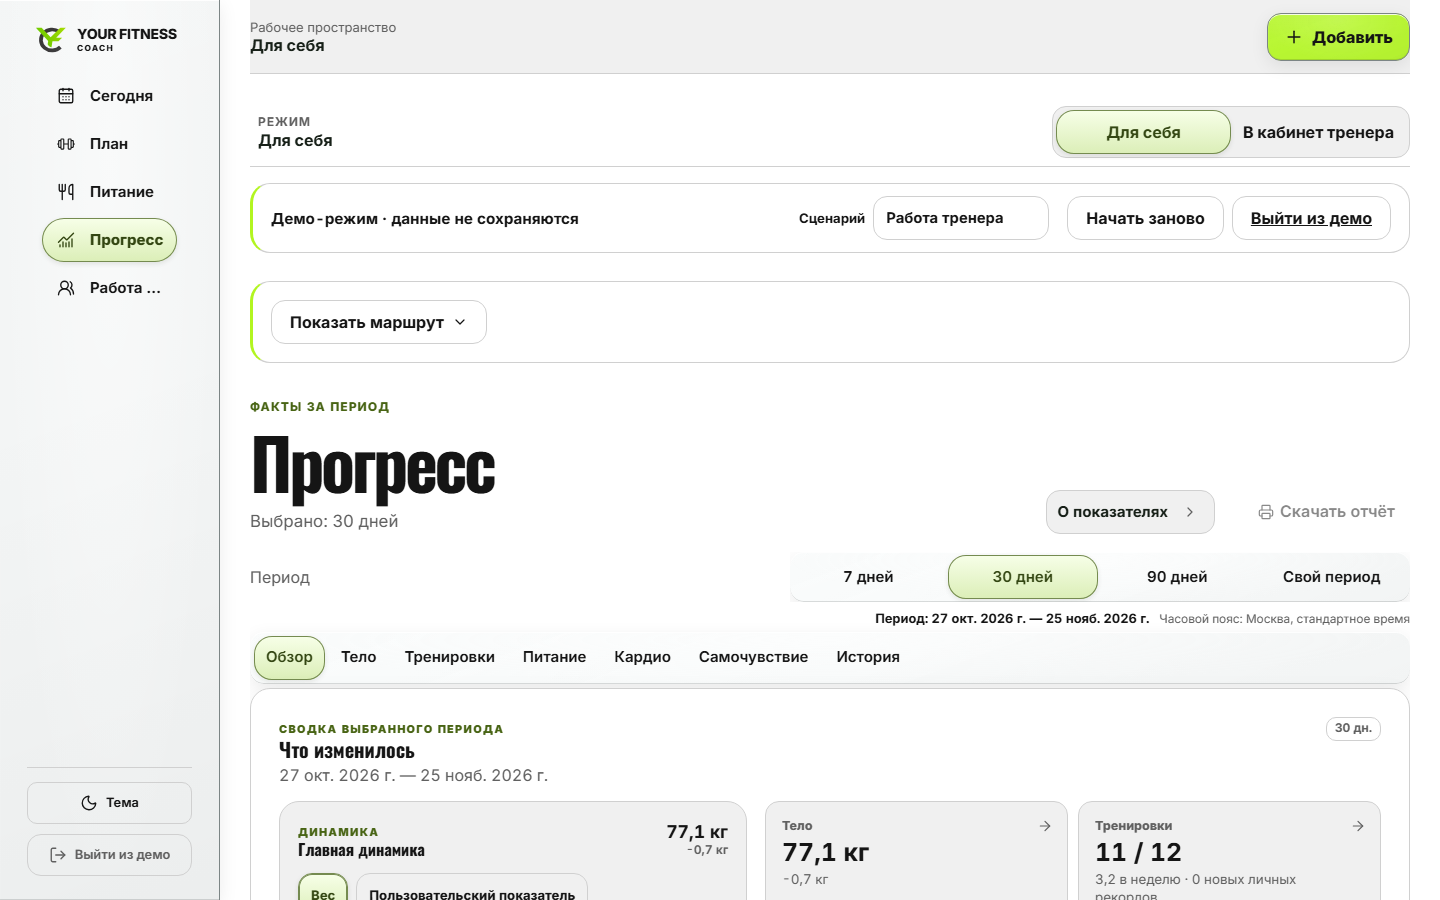 YOUR FITNESS
COACH
Сегодня
План
Питание
Прогресс
Работа ...
Тема
Выйти из демо
Рабочее пространство
Для себя
Добавить
РЕЖИМ
Для себя
Для себя
В кабинет тренера
Демо-режим · данные не сохраняются
Сценарий
Работа тренера
Начать заново
Выйти из демо
Показать маршрут
ФАКТЫ ЗА ПЕРИОД
Прогресс
Выбрано: 30 дней
О показателях
Скачать отчёт
Период
7 дней
30 дней
90 дней
Свой период
Период: 27 окт. 2026 г. — 25 нояб. 2026 г.
Часовой пояс: Москва, стандартное время
Обзор
Тело
Тренировки
Питание
Кардио
Самочувствие
История
СВОДКА ВЫБРАННОГО ПЕРИОДА
30 дн.
Что изменилось
27 окт. 2026 г. — 25 нояб. 2026 г.
ДИНАМИКА
Главная динамика
77,1 кг
-0,7 кг
Вес
Пользовательский показатель
Тело
77,1 кг
-0,7 кг
Тренировки
11 / 12
3,2 в неделю · 0 новых личных
рекордов